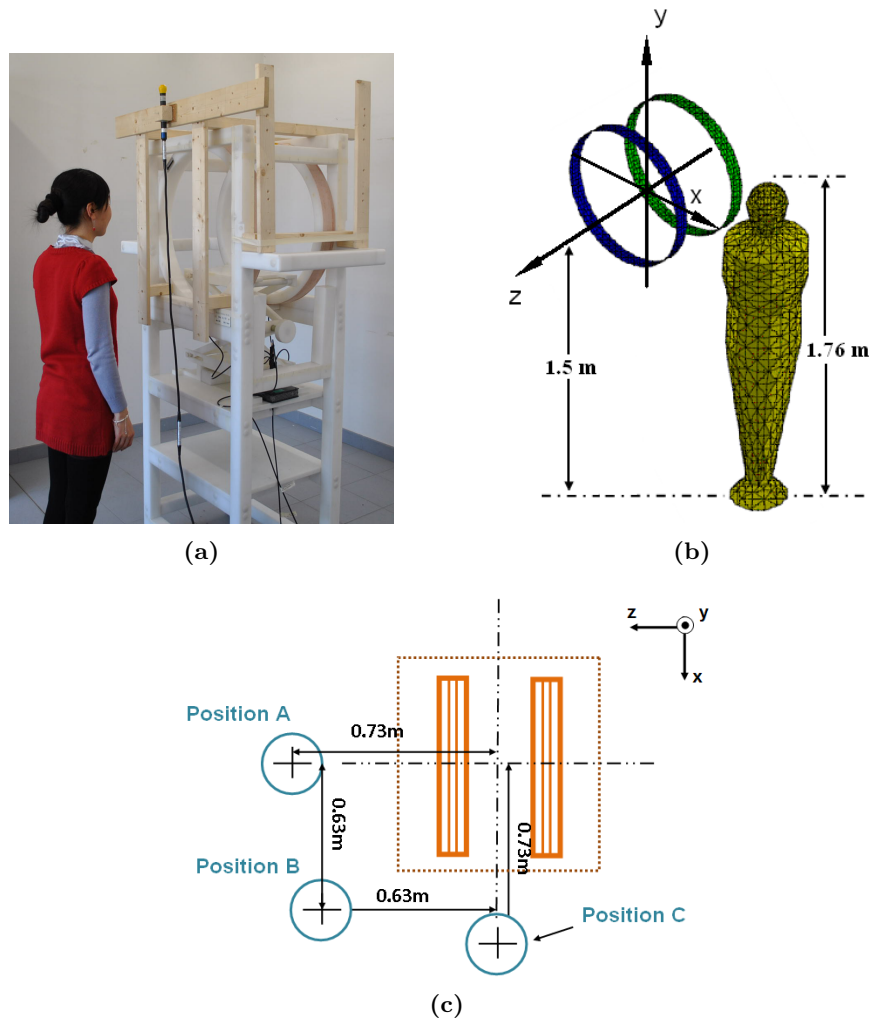 y
x
z
1.5 m
1.76 m
(a)
(b)
z
y
x
Position A
0.73m
0.63m
0.73m
Position B
0.63m
Position C
(c)